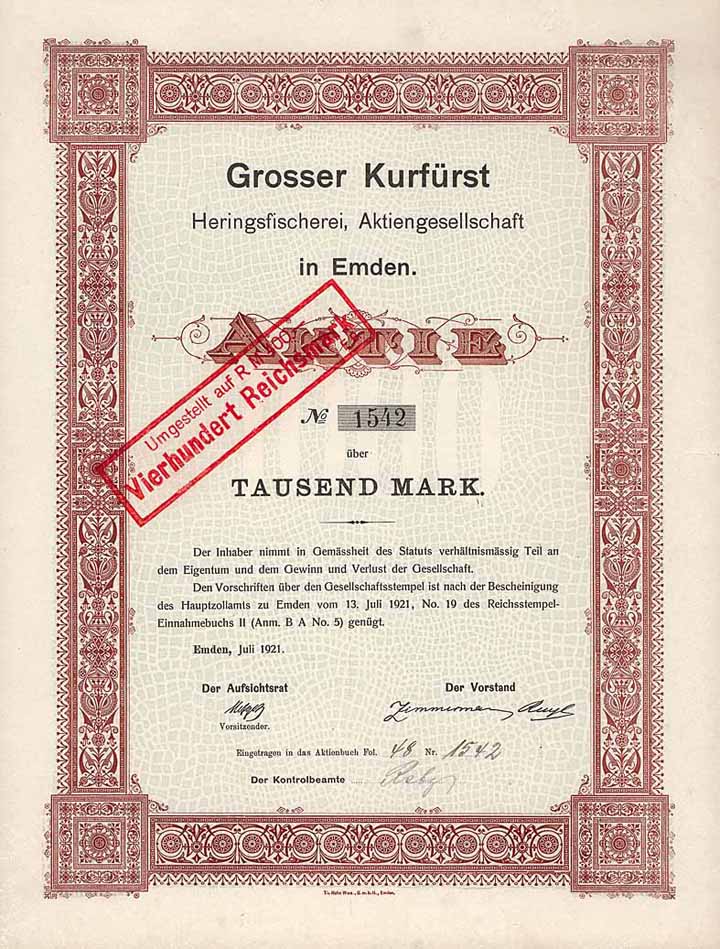 Grosser Kurfürst
Heringsfischerei, Aktiengesellschaft
in Emden.
AKTIE
Umgestellt auf R M
Vierhundert Reichsmark
No 1542
über
TAUSEND MARK.
Der Inhaber nimmt in Gemässheit des Statuts verhältnismässig Teil an
dem Eigentum und dem Gewinn und Verlust der Gesellschaft.
Den Vorschriften über den Gesellschaftsstempel ist nach der Bescheinigung
des Hauptzollamts zu Emden vom 13. Juli 1921, No. 19 des Reichsstempel-
Einnahmebuchs II (Anm. B A No. 5) genügt.
Emden, Juli 1921.
Der Aufsichtsrat
Vorsitzender.
Der Vorstand
Zimmerman
Eingetragen in das Aktienbuch Fol. 48 Nr. 1542
Der Kontrolbeamte